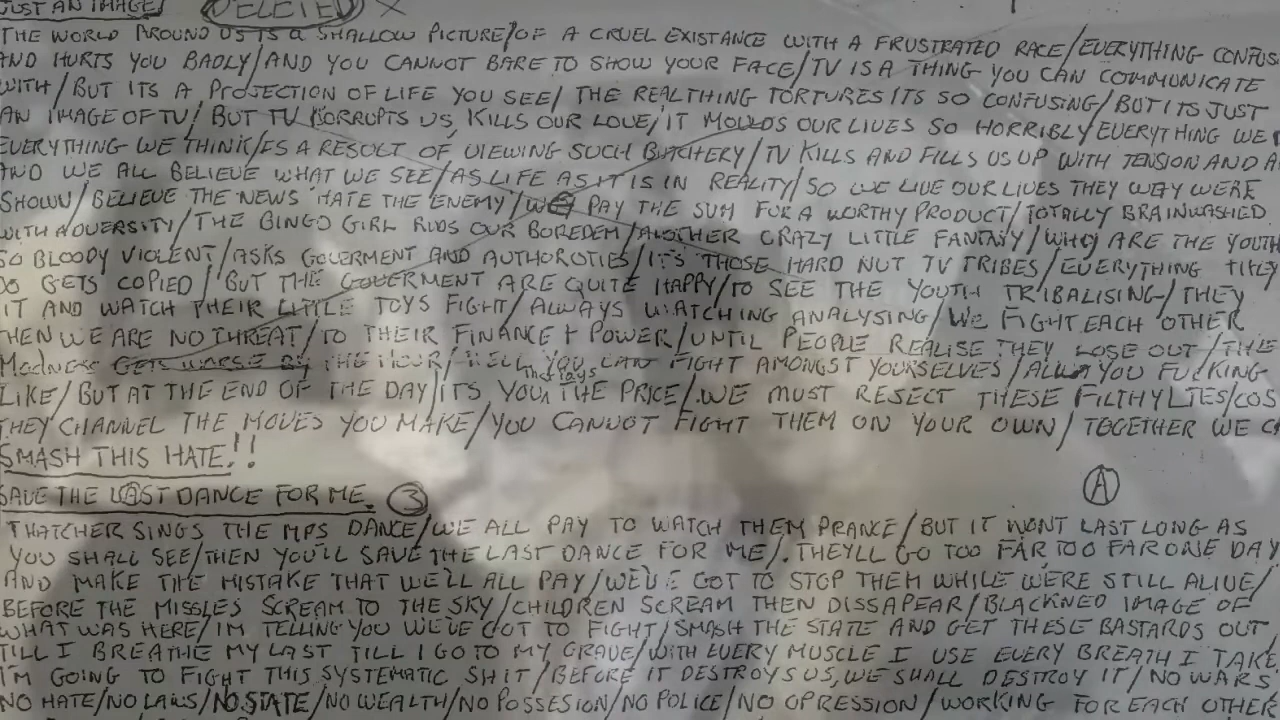 JUST AN IMAGE DELETED X
THE WORLD AROUND US IS A SHALLOW PICTURE/OF A CRUEL EXISTANCE WITH A FRUSTRATED RACE/EVERYTHING CONFUS
AND HURTS YOU BADLY/AND YOU CANNOT BARE TO SHOW YOUR FACE/TV IS A THING YOU CAN COMMUNICATE
WITH/BUT ITS A PROJECTION OF LIFE YOU SEE/THE REALTHING TORTURES ITS SO CONFUSING/BUT ITS JUST
AN IMAGE OF TV/BUT TV KORRUPTS US, KILLS OUR LOVE/IT MOULDS OUR LIVES SO HORRIBLY/EVERYTHING WE
EVERYTHING WE THINK/ES A RESULT OF VIEWING SUCH BUTCHERY/TV KILLS AND FILLS US UP WITH TENSION AND A
AND WE ALL BELIEVE WHAT WE SEE/AS LIFE AS IT IS IN REALITY/SO WE LIVE OUR LIVES THEY WAY WERE
SHOWN/BELIEVE THE NEWS HATE THE ENEMY/WE PAY THE SUM FOR A WORTHY PRODUCT/TOTALLY BRAINWASHED
WITH ADVERSITY/THE BINGO GIRL RIDS OUR BOREDEM/ANOTHER CRAZY LITTLE FANTASY/WHO ARE THE YOUTH
SO BLOODY VIOLENT/ASKS GOVERMENT AND AUTHOROTIES/IT'S THOSE HARD NUT TV TRIBES/EVERYTHING THEY
DO GETS COPIED/BUT THE GOVERMENT ARE QUITE HAPPY/TO SEE THE YOUTH TRIBALISING/THEY
IT AND WATCH THEIR LITTLE TOYS FIGHT/ALWAYS WATCHING ANALYSING/WE FIGHT EACH OTHER
THEN WE ARE NO THREAT/TO THEIR FINANCE + POWER/UNTIL PEOPLE REALISE THEY LOSE OUT/THE
MADNESS GETS WORSE BY THE HOUR/WELL YOU CAN FIGHT AMONGST YOURSELVES/ALL YOU FUCKING
LIKE/BUT AT THE END OF THE DAY/ITS YOU That Pays THE PRICE/WE MUST REJECT THESE FILTHY LIES/COS
THEY CHANNEL THE MOVES YOU MAKE/YOU CANNOT FIGHT THEM ON YOUR OWN/TOGETHER WE C
SMASH THIS HATE!!
SAVE THE LAST DANCE FOR ME. 3 A
THATCHER SINGS THE MPS DANCE/WE ALL PAY TO WATCH THEM PRANCE/BUT IT WONT LAST LONG AS
YOU SHALL SEE/THEN YOU'LL SAVE THE LAST DANCE FOR ME/. THEYLL GO TOO FAR TOO FAR ONE DAY
AND MAKE THE MISTAKE THAT WE'LL ALL PAY/WE'VE GOT TO STOP THEM WHILE WE'RE STILL ALIVE/
BEFORE THE MISSLES SCREAM TO THE SKY/CHILDREN SCREAM THEN DISSAPEAR/BLACKNED IMAGE OF
WHAT WAS HERE/IM TELLING YOU WE'VE GOT TO FIGHT/SMASH THE STATE AND GET THESE BASTARDS OUT
TILL I BREATHE MY LAST TILL I GO TO MY GRAVE/WITH EVERY MUSCLE I USE EVERY BREATH I TAKE
I'M GOING TO FIGHT THIS SYSTEMATIC SHIT/BEFORE IT DESTROYS US, WE SHALL DESTROY IT/NO WARS
NO HATE/NO LAWS/NO STATE/NO WEALTH/NO POSSESION/NO POLICE/NO OPRESSION/WORKING FOR EACH OTHER